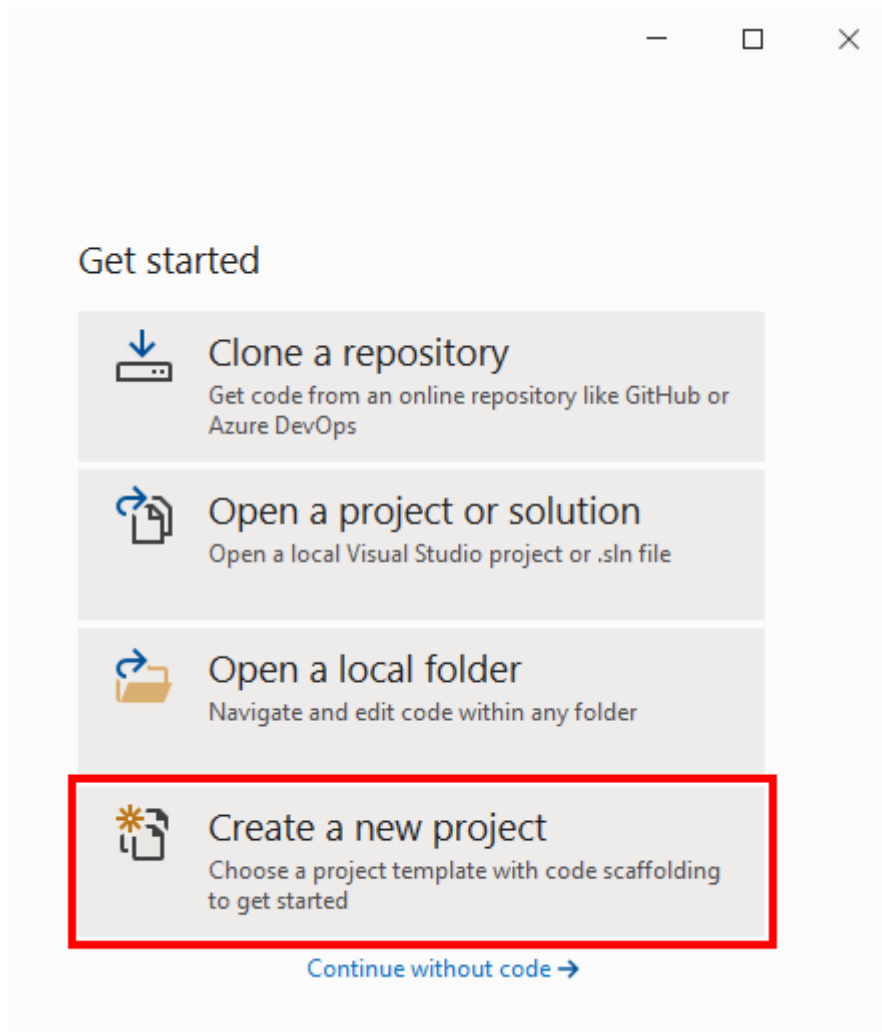 Get started
Clone a repository
Get code from an online repository like GitHub or
Azure DevOps
Open a project or solution
Open a local Visual Studio project or .sln file
Open a local folder
Navigate and edit code within any folder
Create a new project
Choose a project template with code scaffolding
to get started
Continue without code →